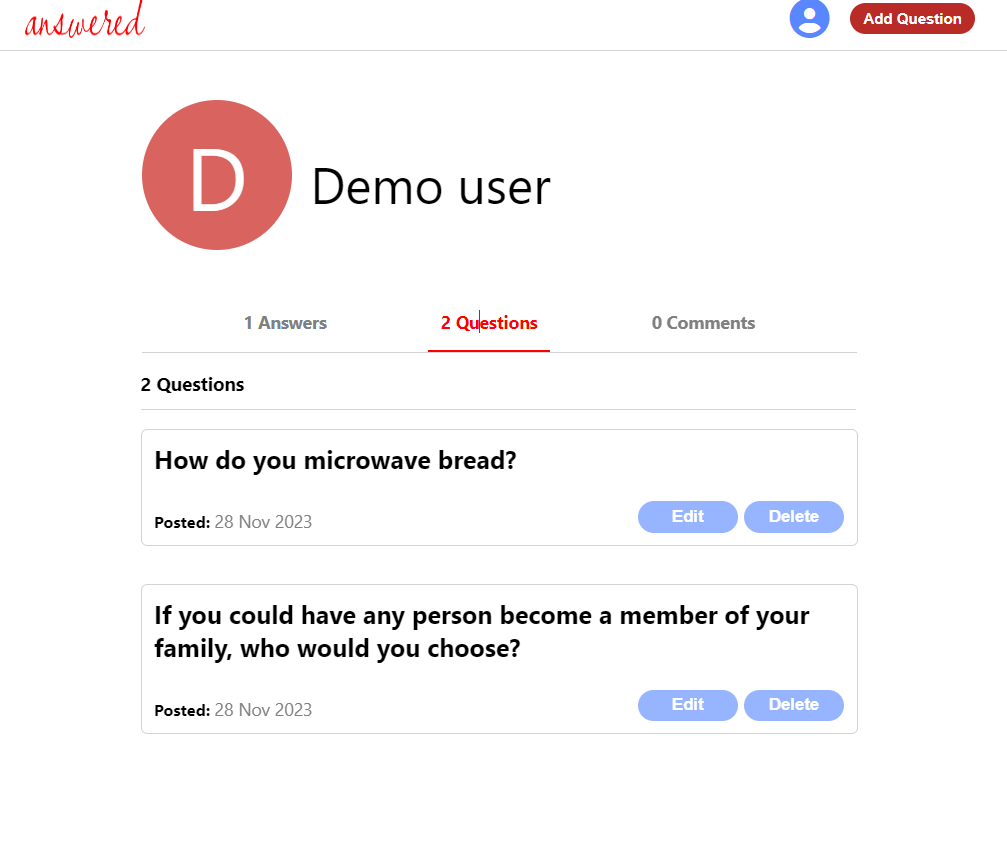 answered
Add Question
D
Demo user
1 Answers
2 Questions
0 Comments
2 Questions
How do you microwave bread?
Posted: 28 Nov 2023
Edit
Delete
If you could have any person become a member of your
family, who would you choose?
Posted: 28 Nov 2023
Edit
Delete